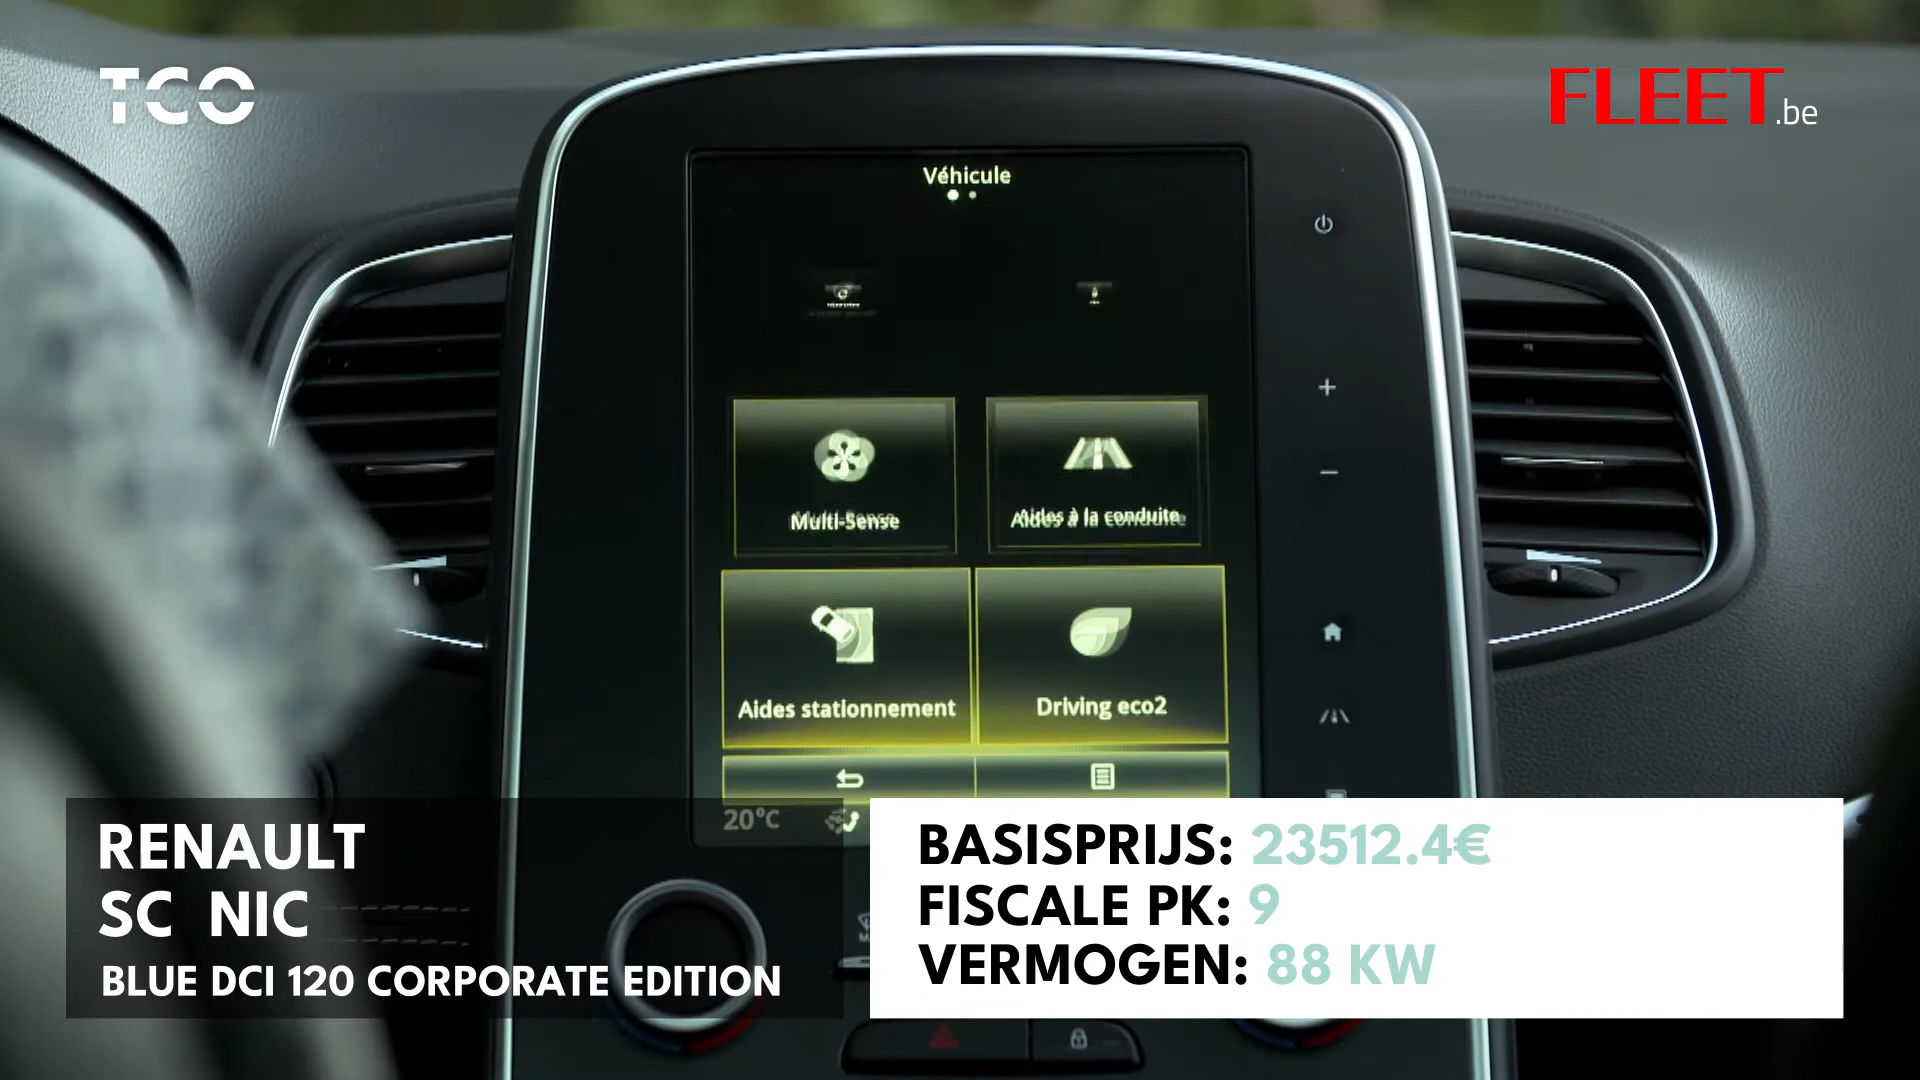 TCO
FLEET.be
Véhicule
Multi-Sense
Aides à la conduite
Aides stationnement
Driving eco2
20°C
RENAULT
SC NIC
BLUE DCI 120 CORPORATE EDITION
BASISPRIJS: 23512.4€
FISCALE PK: 9
VERMOGEN: 88 KW